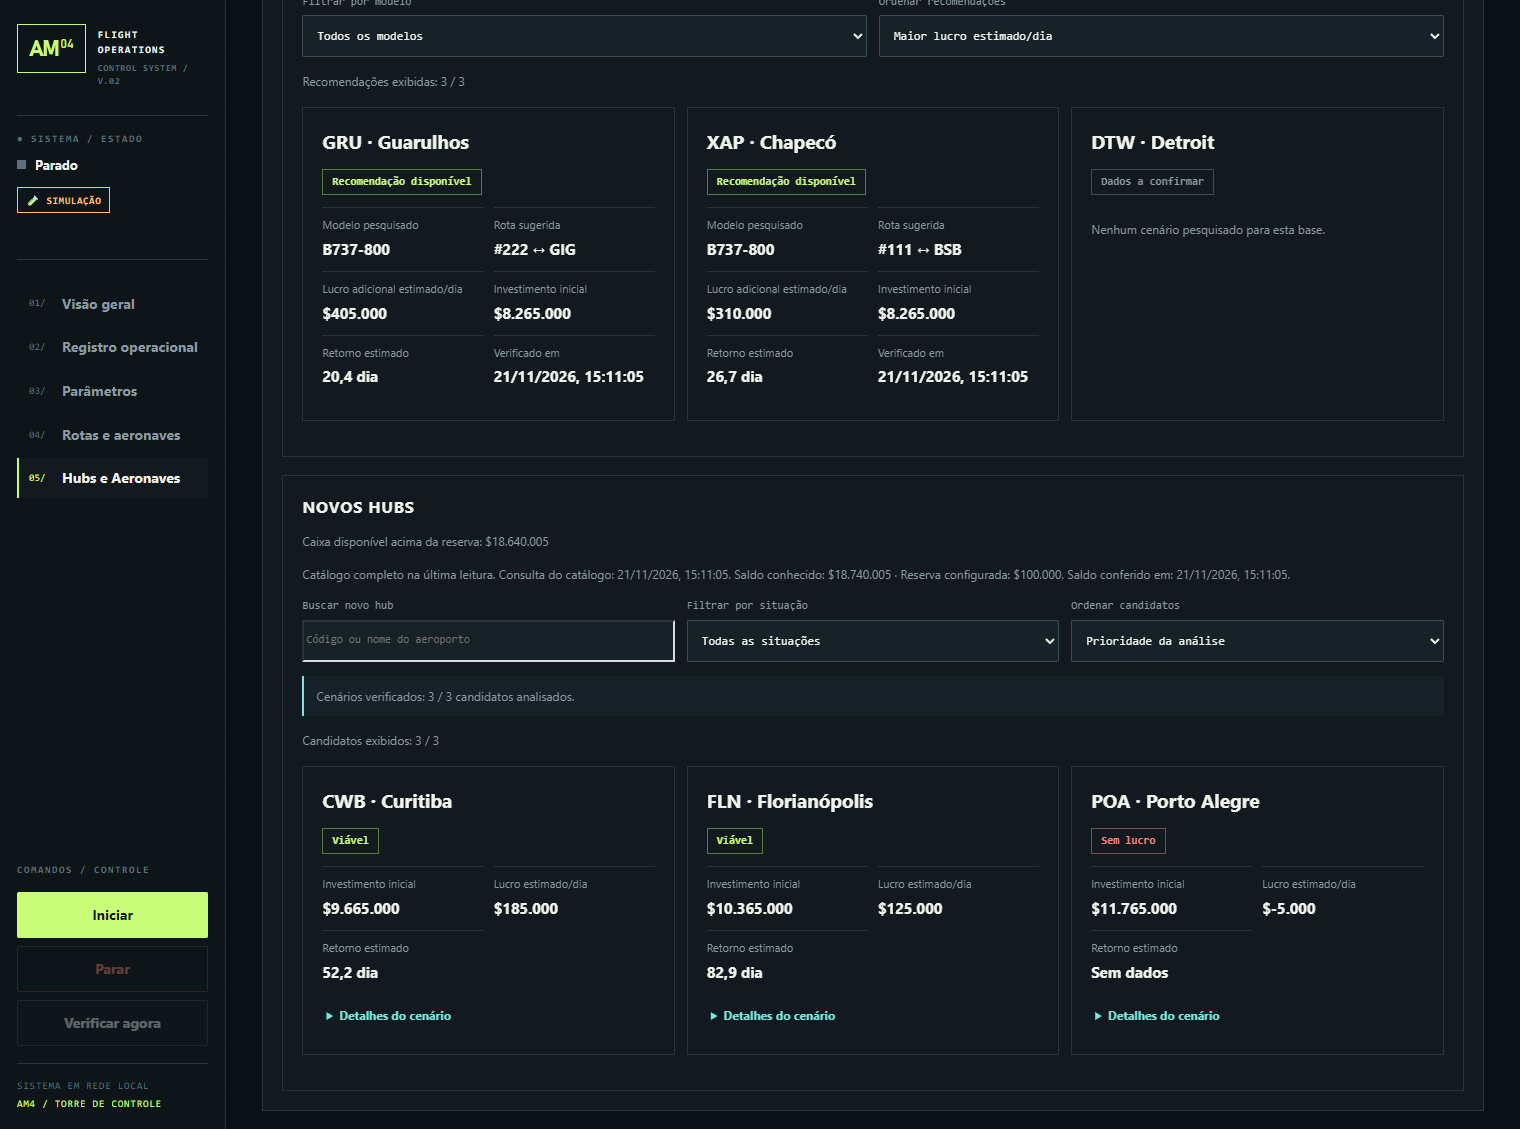 AM04
FLIGHT
OPERATIONS
CONTROL SYSTEM /
V.02
SISTEMA / ESTADO
Parado
SIMULAÇÃO
01/ Visão geral
02/ Registro operacional
03/ Parâmetros
04/ Rotas e aeronaves
05/ Hubs e Aeronaves
COMANDOS / CONTROLE
Iniciar
Parar
Verificar agora
SISTEMA EM REDE LOCAL
AM4 / TORRE DE CONTROLE
Filtrar por modelo
Ordenar recomendações
Todos os modelos
Maior lucro estimado/dia
Recomendações exibidas: 3 / 3
GRU · Guarulhos
Recomendação disponível
Modelo pesquisado
Rota sugerida
B737-800
#222 ↔ GIG
Lucro adicional estimado/dia
Investimento inicial
$405.000
$8.265.000
Retorno estimado
Verificado em
20,4 dia
21/11/2026, 15:11:05
XAP · Chapecó
Recomendação disponível
Modelo pesquisado
Rota sugerida
B737-800
#111 ↔ BSB
Lucro adicional estimado/dia
Investimento inicial
$310.000
$8.265.000
Retorno estimado
Verificado em
26,7 dia
21/11/2026, 15:11:05
DTW · Detroit
Dados a confirmar
Nenhum cenário pesquisado para esta base.
NOVOS HUBS
Caixa disponível acima da reserva: $18.640.005
Catálogo completo na última leitura. Consulta do catálogo: 21/11/2026, 15:11:05. Saldo conhecido: $18.740.005 · Reserva configurada: $100.000. Saldo conferido em: 21/11/2026, 15:11:05.
Buscar novo hub
Filtrar por situação
Ordenar candidatos
Código ou nome do aeroporto
Todas as situações
Prioridade da análise
Cenários verificados: 3 / 3 candidatos analisados.
Candidatos exibidos: 3 / 3
CWB · Curitiba
Viável
Investimento inicial
Lucro estimado/dia
$9.665.000
$185.000
Retorno estimado
52,2 dia
Detalhes do cenário
FLN · Florianópolis
Viável
Investimento inicial
Lucro estimado/dia
$10.365.000
$125.000
Retorno estimado
82,9 dia
Detalhes do cenário
POA · Porto Alegre
Sem lucro
Investimento inicial
Lucro estimado/dia
$11.765.000
$-5.000
Retorno estimado
Sem dados
Detalhes do cenário